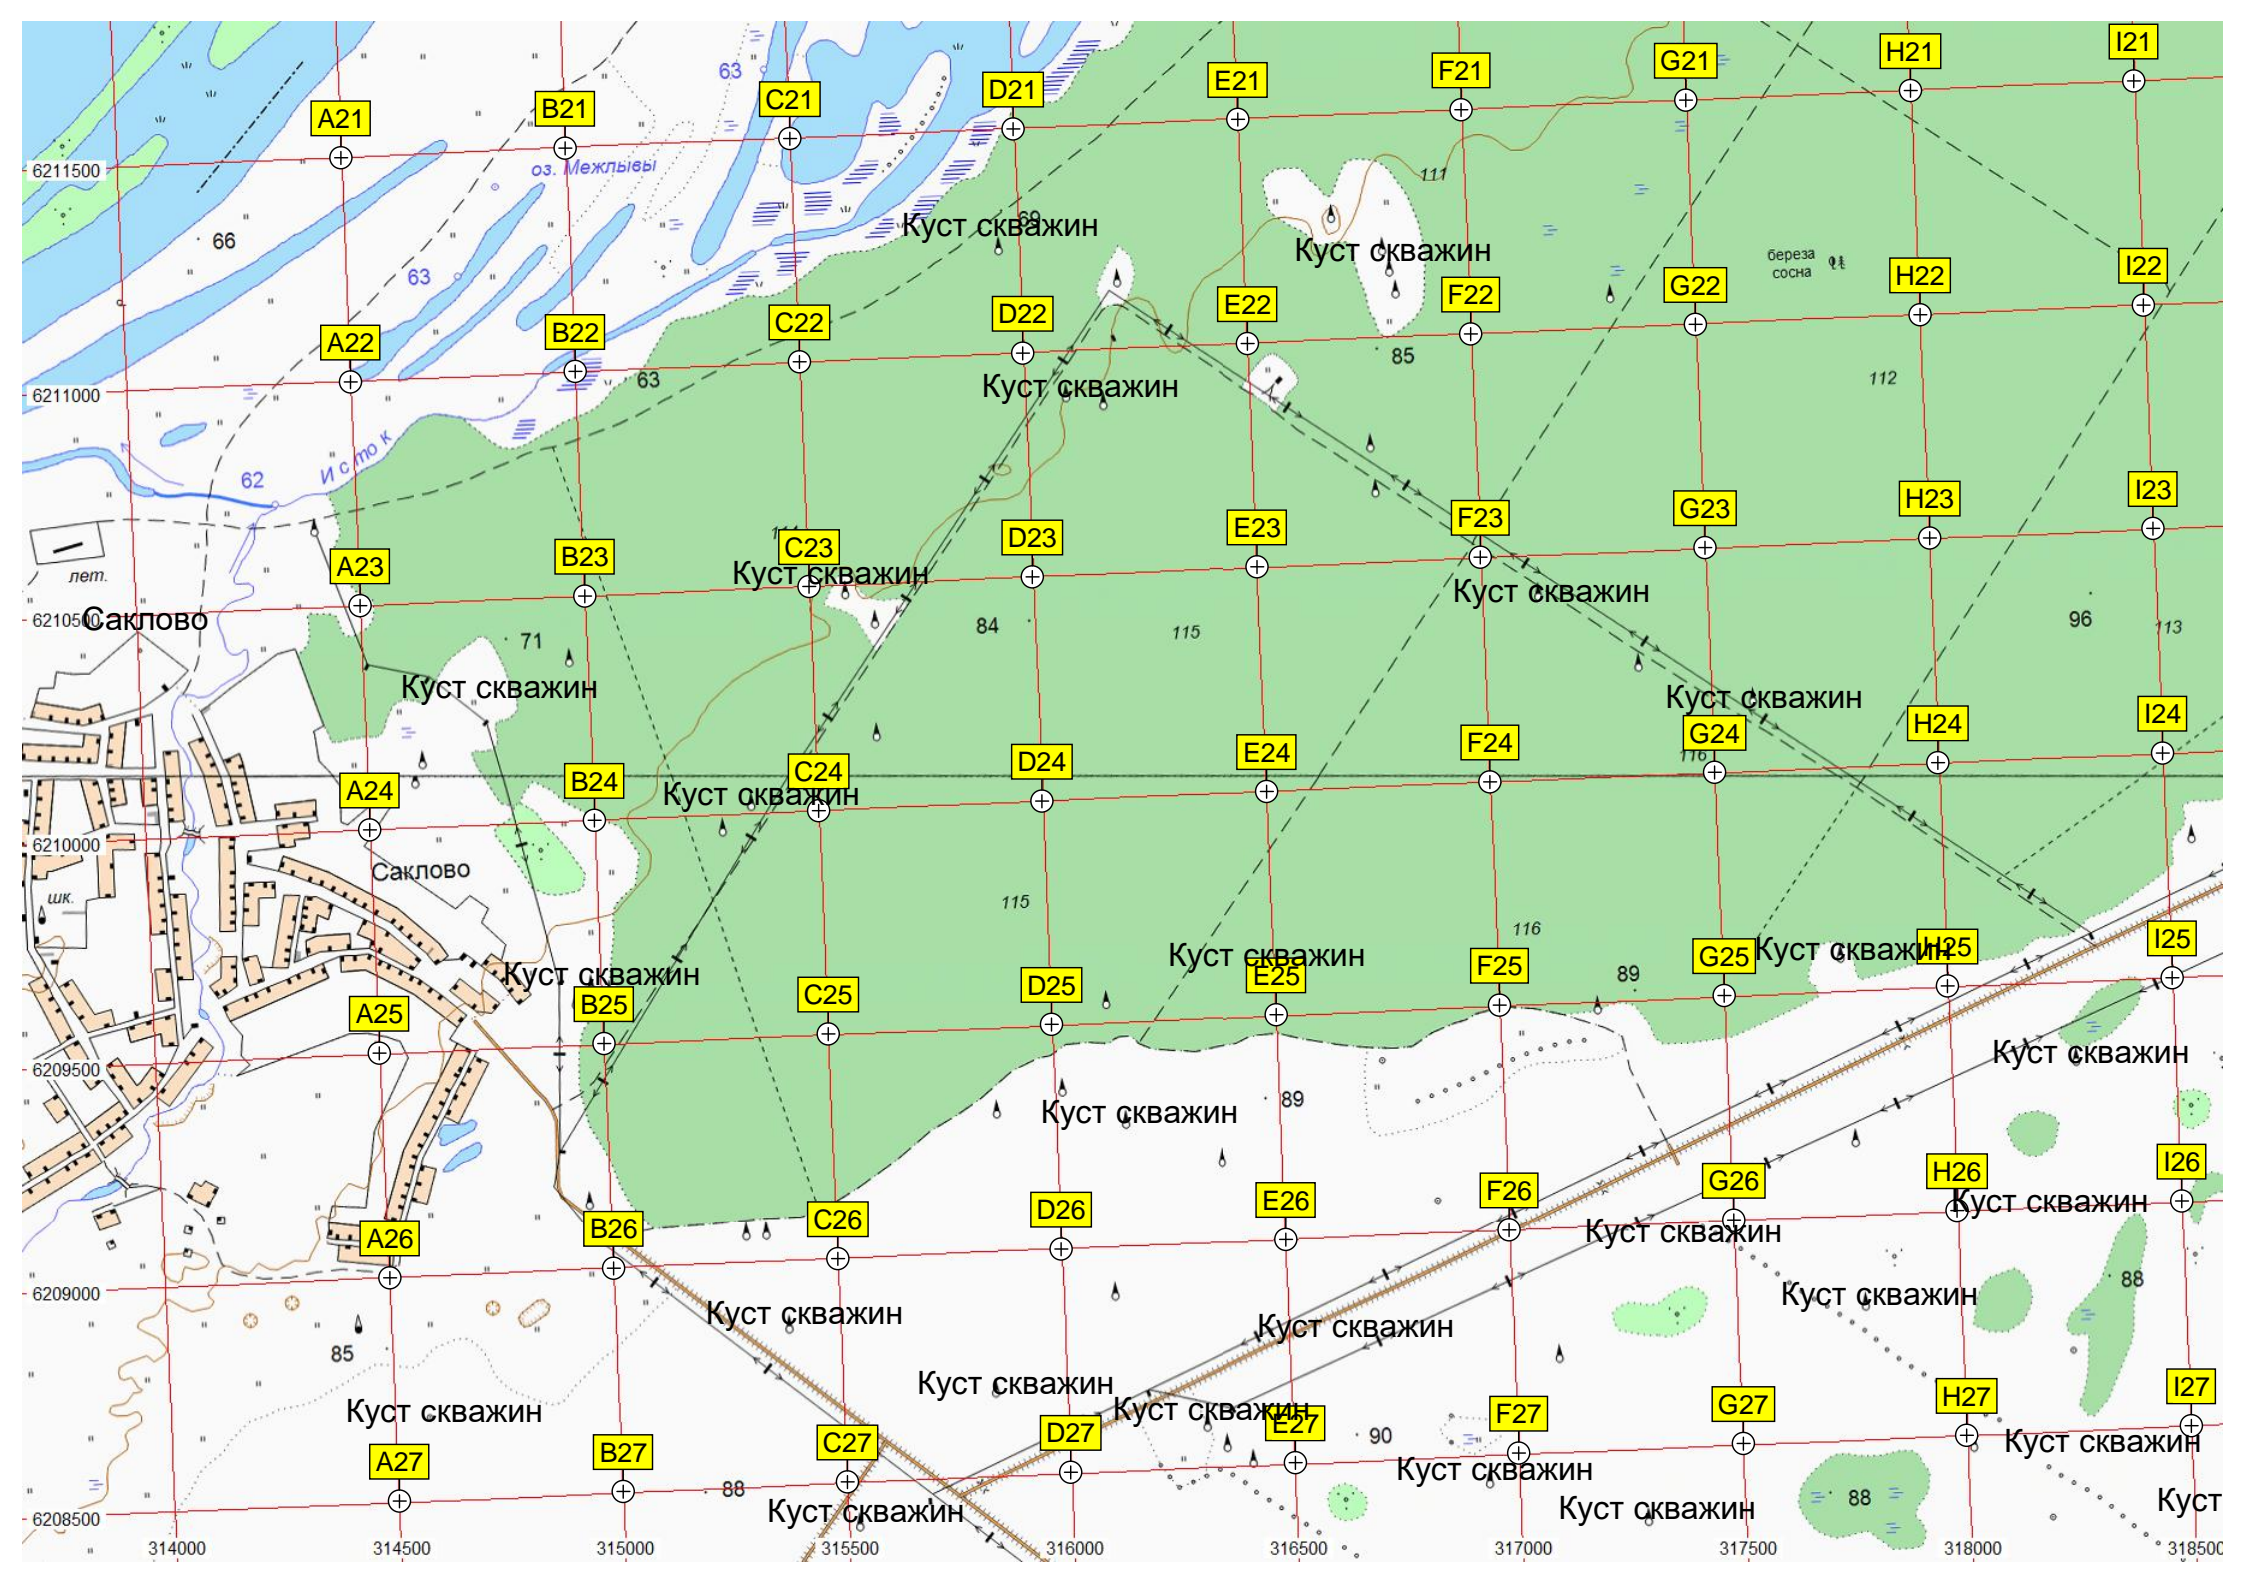 I21
H21
G21
F21
E21
D21
C21
B21
A21
63
6211500
оз. Межлывы
111
69
Куст скважин
Куст скважин
66
63
береза
сосна
I22
H22
G22
F22
E22
D22
C22
B22
A22
85
112
63
Куст скважин
6211000
Исток
62
I23
H23
G23
F23
E23
D23
C23
B23
A23
лет.
Куст скважин
Куст скважин
6210500
Саклово
71
84
115
96
113
Куст скважин
Куст скважин
I24
H24
G24
116
F24
E24
D24
C24
B24
A24
Куст скважин
6210000
Саклово
шк.
115
116
Куст скважин
Куст скважин
Куст скважин
89
I25
H25
G25
F25
E25
D25
C25
B25
A25
6209500
Куст скважин
Куст скважин
89
I26
H26
G26
F26
E26
D26
C26
B26
A26
Куст скважин
Куст скважин
88
6209000
Куст скважин
Куст скважин
Куст скважин
85
Куст скважин
Куст скважин
Куст скважин
I27
H27
G27
F27
E27
D27
C27
B27
A27
90
Куст скважин
Куст скважин
88
88
Куст скважин
Куст скважин
Куст
6208500
314000
314500
315000
315500
316000
316500
317000
317500
318000
318500